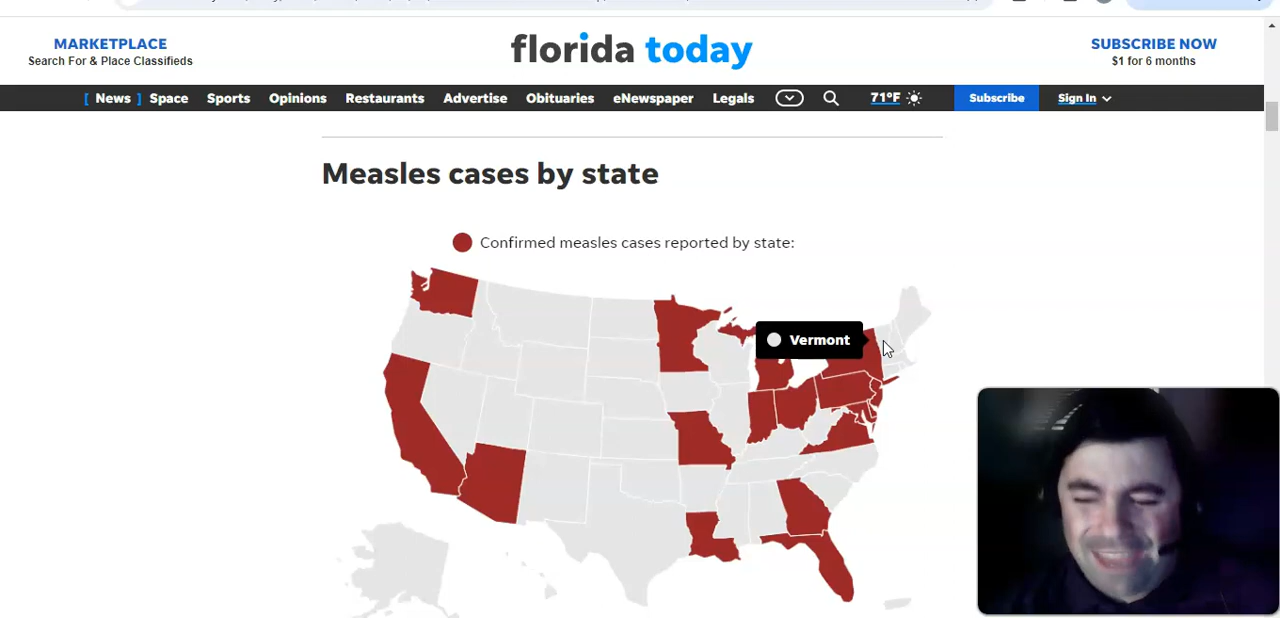 MARKETPLACE
Search For & Place Classifieds
florida today
SUBSCRIBE NOW
$1 for 6 months
[ News ] Space Sports Opinions Restaurants Advertise Obituaries eNewspaper Legals 71°F Subscribe Sign In
Measles cases by state
Confirmed measles cases reported by state:
Vermont